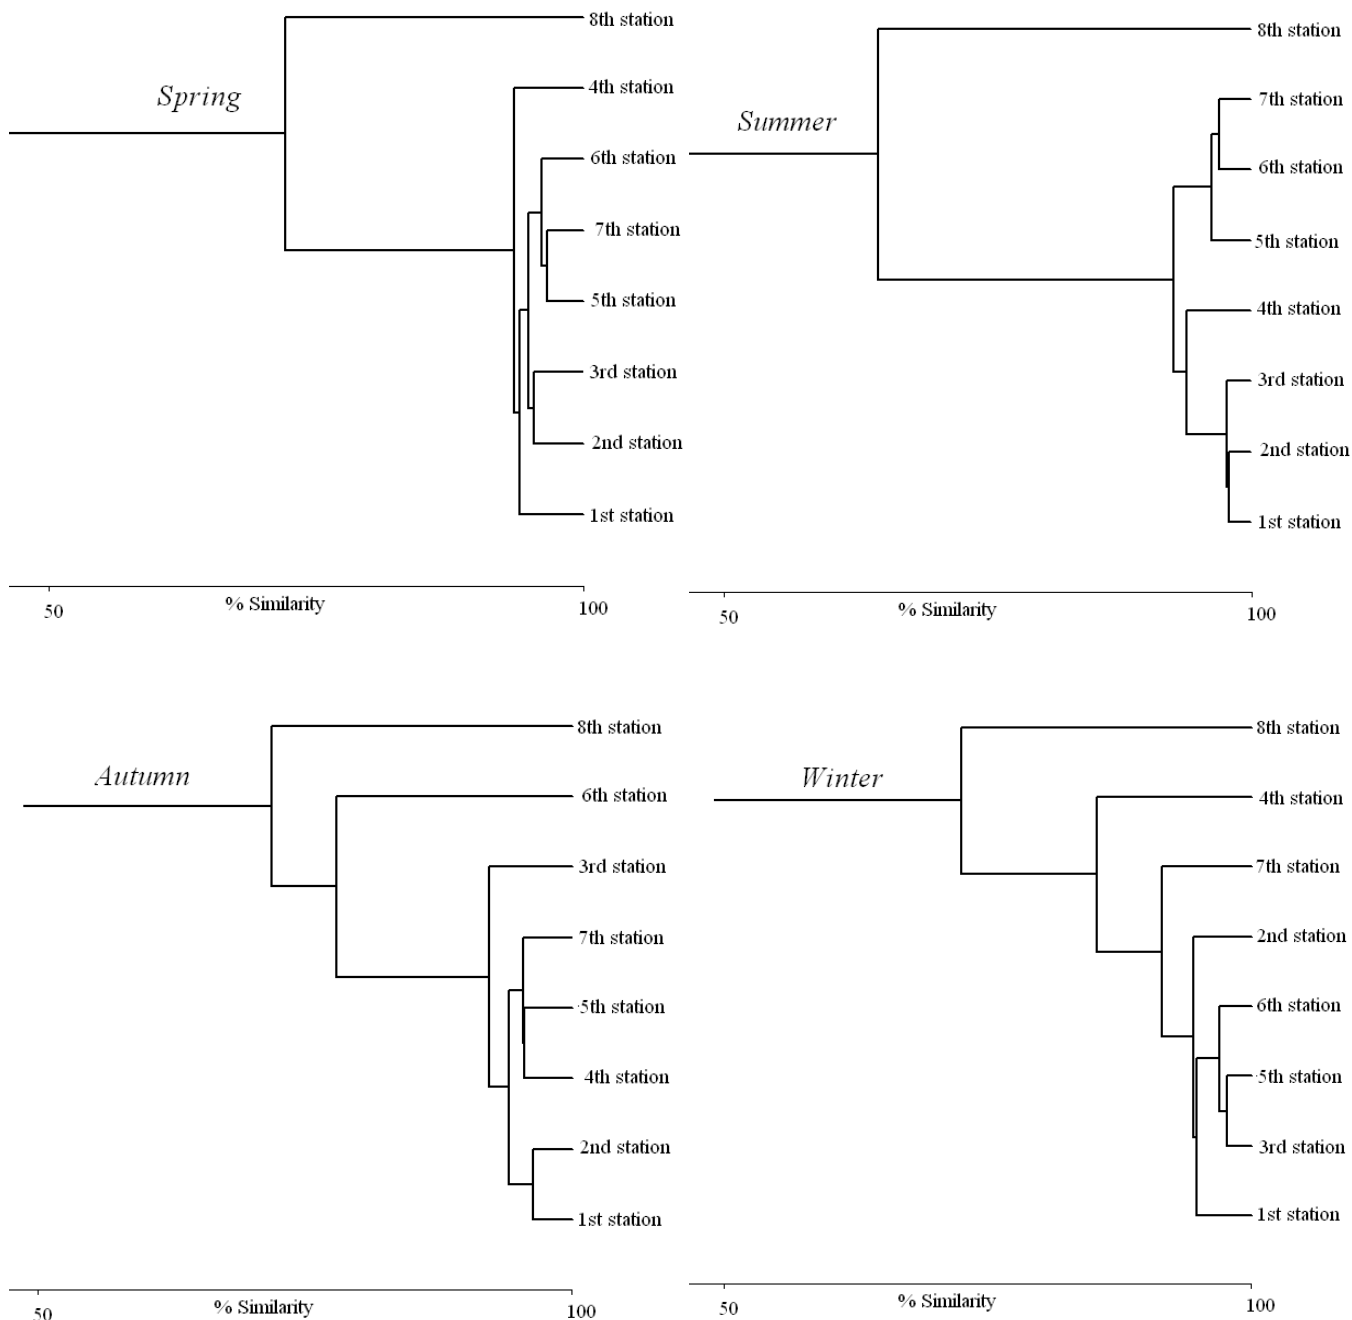 8th station
Spring
4th station
6th station
7th station
5th station
3rd station
2nd station
1st station
50
% Similarity
100
8th station
Summer
7th station
6th station
5th station
4th station
3rd station
2nd station
1st station
50
% Similarity
100
8th station
Autumn
6th station
3rd station
7th station
5th station
4th station
2nd station
1st station
50
% Similarity
100
8th station
Winter
4th station
7th station
2nd station
6th station
5th station
3rd station
1st station
50
% Similarity
100